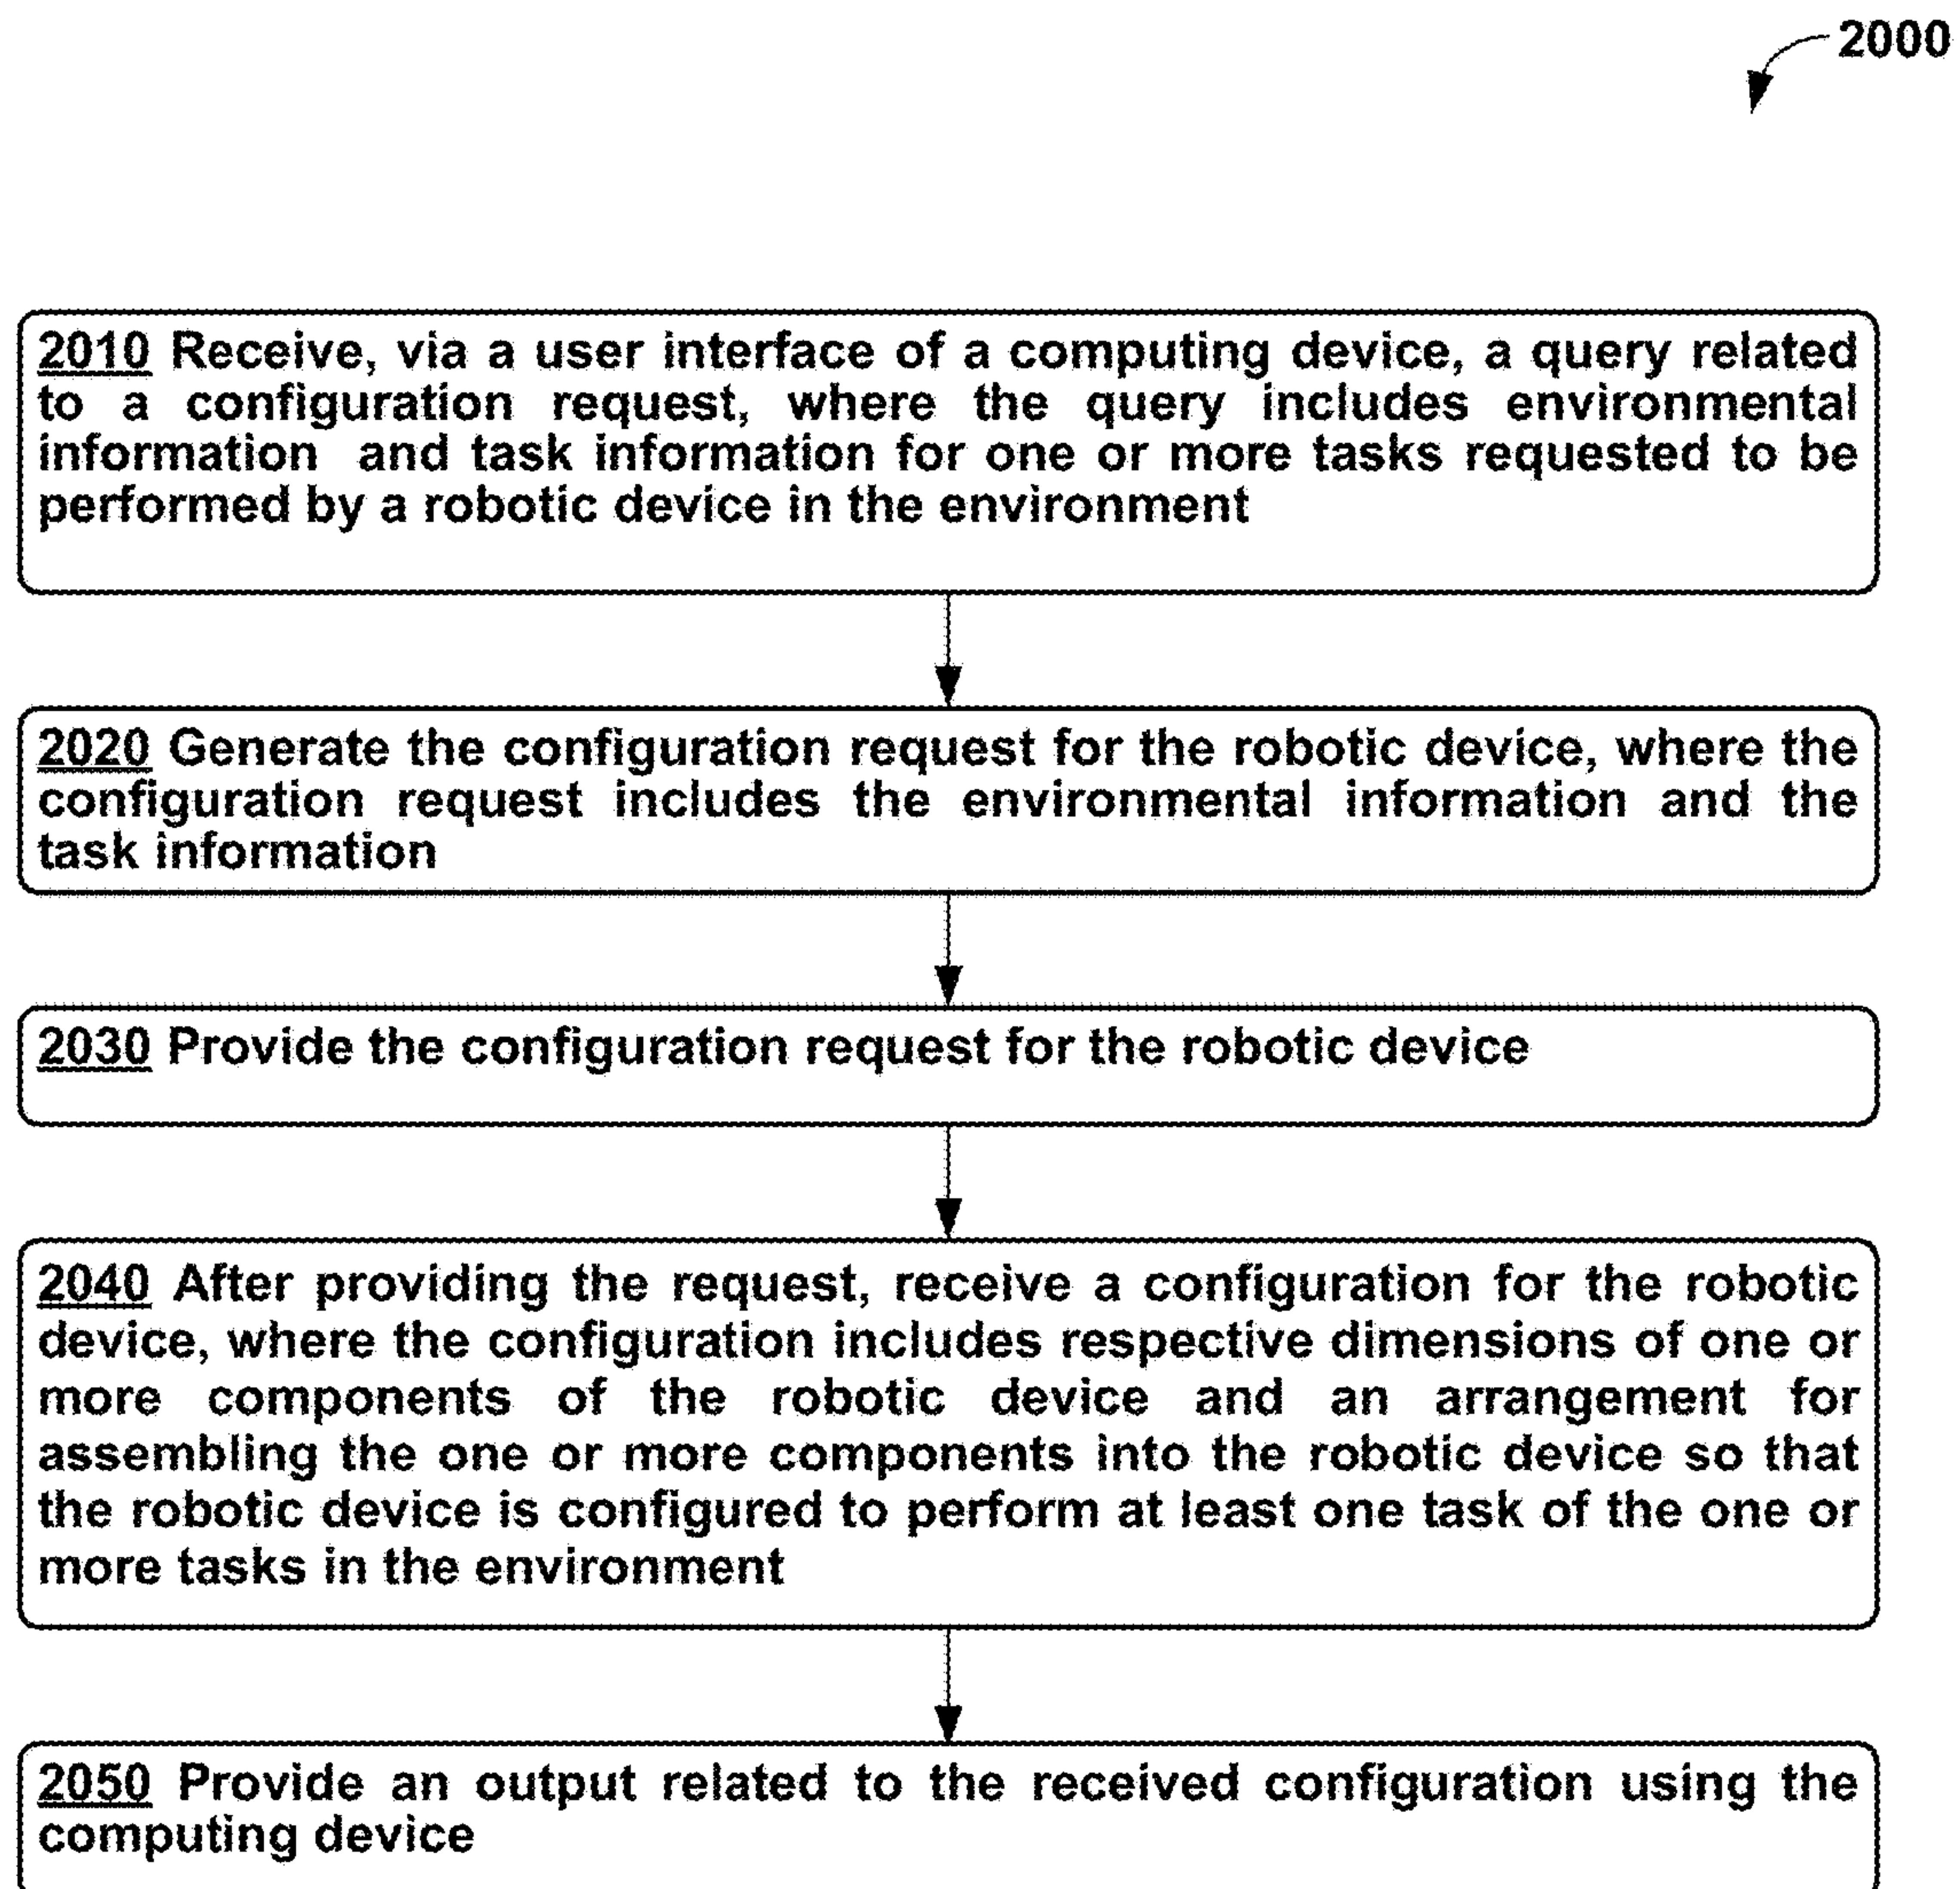 2000
2010 Receive, via a user interface of a computing device, a query related
to a configuration request, where the query includes environmental
information and task information for one or more tasks requested to be
performed by a robotic device in the environment
2020 Generate the configuration request for the robotic device, where the
configuration request includes the environmental information and the
task information
2030 Provide the configuration request for the robotic device
2040 After providing the request, receive a configuration for the robotic
device, where the configuration includes respective dimensions of one or
more components of the robotic device and an arrangement for
assembling the one or more components into the robotic device so that
the robotic device is configured to perform at least one task of the one or
more tasks in the environment
2050 Provide an output related to the received configuration using the
computing device